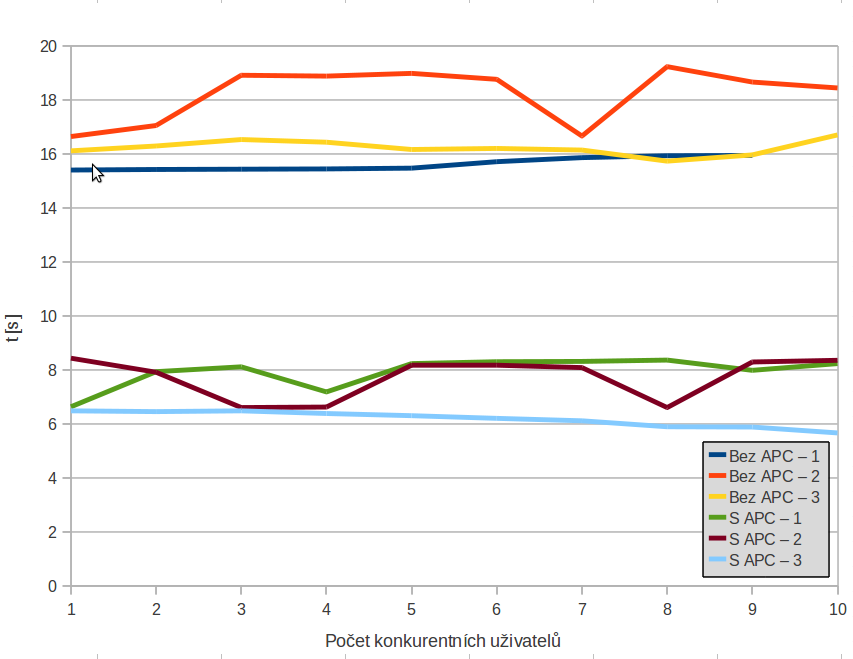 20
18
16
14
12
10
8
6
4
2
0
t [s]
1 2 3 4 5 6 7 8 9 10
Počet konkurentních uživatelů
Bez APC – 1
Bez APC – 2
Bez APC – 3
S APC – 1
S APC – 2
S APC – 3